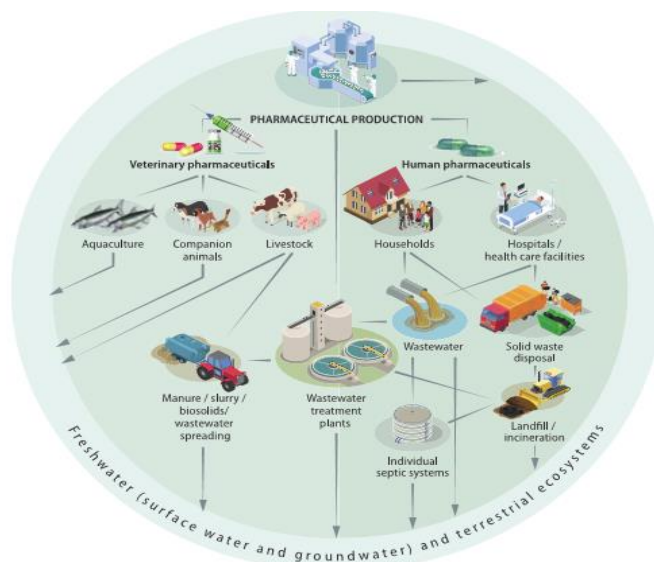 PHARMACEUTICAL PRODUCTION
Veterinary pharmaceuticals
Human pharmaceuticals
Aquaculture
Companion
animals
Livestock
Households
Hospitals /
health care facilities
Wastewater
Solid waste
disposal
Manure / slurry /
biosolids/
wastewater
spreading
Wastewater
treatment
plants
Individual
septic systems
Landfill /
incineration
Freshwater (surface water and groundwater) and terrestrial ecosystems